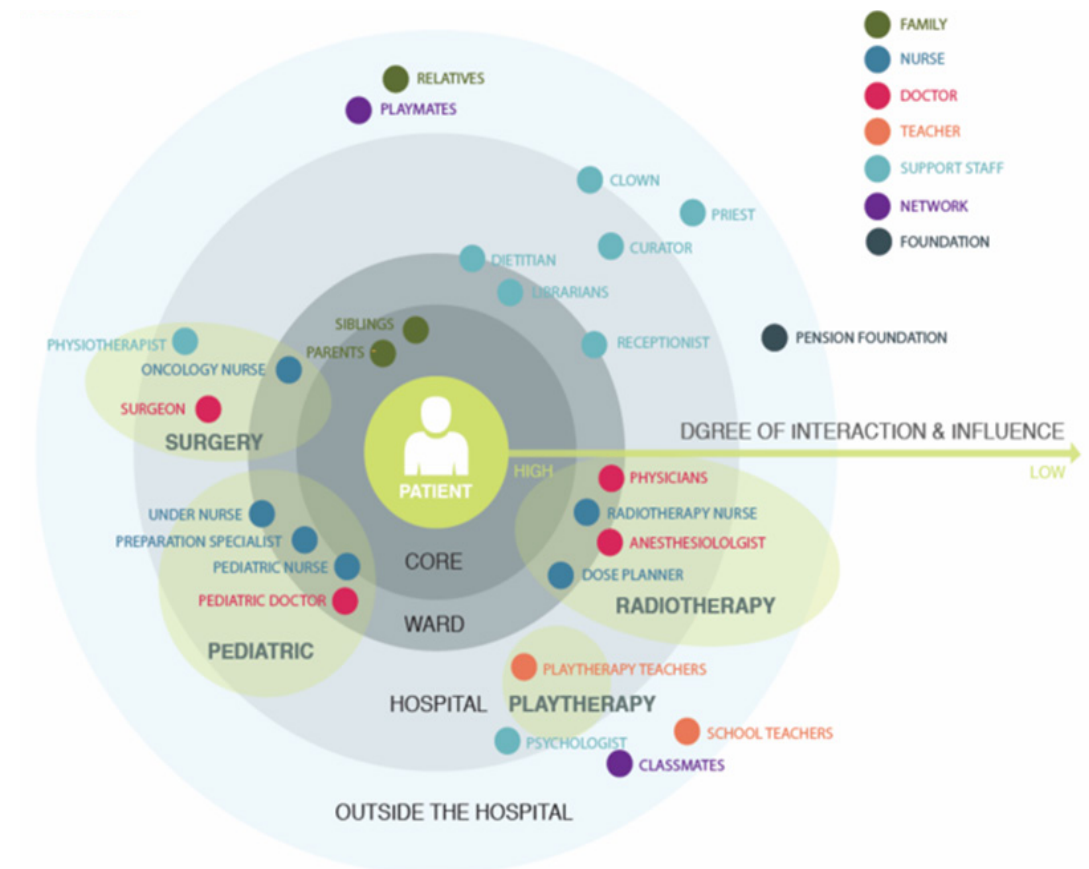 FAMILY
RELATIVES
NURSE
PLAYMATES
DOCTOR
TEACHER
SUPPORT STAFF
CLOWN
NETWORK
PRIEST
FOUNDATION
CURATOR
DIETITIAN
LIBRARIANS
SIBLINGS
PENSION FOUNDATION
RECEPTIONIST
PHYSIOTHERAPIST
PARENTS
ONCOLOGY NURSE
SURGEON
DGREE OF INTERACTION & INFLUENCE
SURGERY
HIGH
LOW
PHYSICIANS
PATIENT
UNDER NURSE
RADIOTHERAPY NURSE
PREPARATION SPECIALIST
ANESTHESIOLOLGIST
CORE
PEDIATRIC NURSE
DOSE PLANNER
PEDIATRIC DOCTOR
RADIOTHERAPY
WARD
PEDIATRIC
PLAYTHERAPY TEACHERS
HOSPITAL
PLAYTHERAPY
SCHOOL TEACHERS
PSYCHOLOGIST
CLASSMATES
OUTSIDE THE HOSPITAL